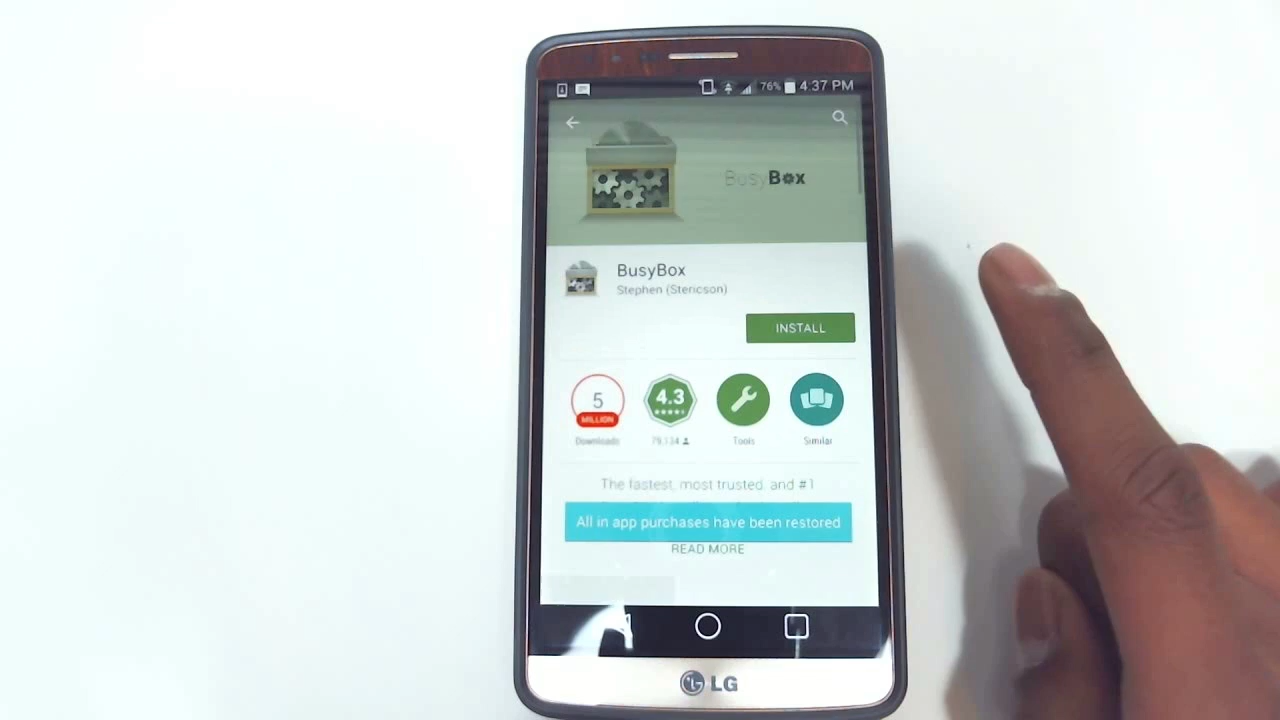 76% 4:37 PM
BusyBox
BusyBox
Stephen (Stericson)
INSTALL
5
MILLION
Downloads
4.3
79,134
Tools
Similar
The fastest, most trusted, and #1
All in app purchases have been restored
READ MORE
LG